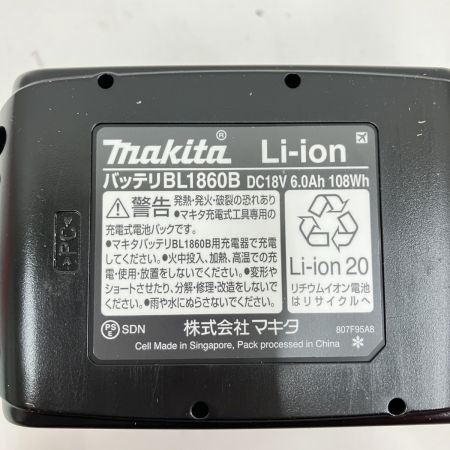 makita® Li-ion
バッテリBL1860B DC18V 6.0Ah 108Wh
⚠警告 発熱・発火・破裂の恐れあり
●マキタ充電式工具専用の
充電式電池パックです。
●マキタバッテリBL1860B用充電器で充電
してください。●火中投入、加熱、高温での充
電・使用・放置をしないでください。●変形や
ショートさせたり、分解・修理・改造をしないで
ください。●雨や水にぬらさないでください。
Li-ion 20
リチウムイオン電池
はリサイクルへ
PSE SDN 株式会社マキタ 807F95A8
Cell Made in Singapore, Pack processed in China
>PC<